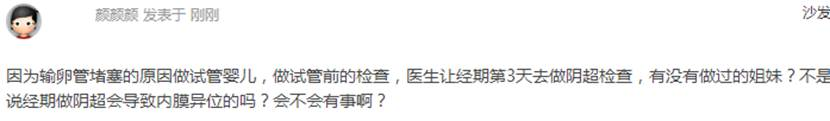 颜颜颜 发表于 刚刚 沙发
因为输卵管堵塞的原因做试管婴儿，做试管前的检查，医生让经期第3天去做阴超检查，有没有做过的姐妹？不是
说经期做阴超会导致内膜异位的吗？会不会有事啊？